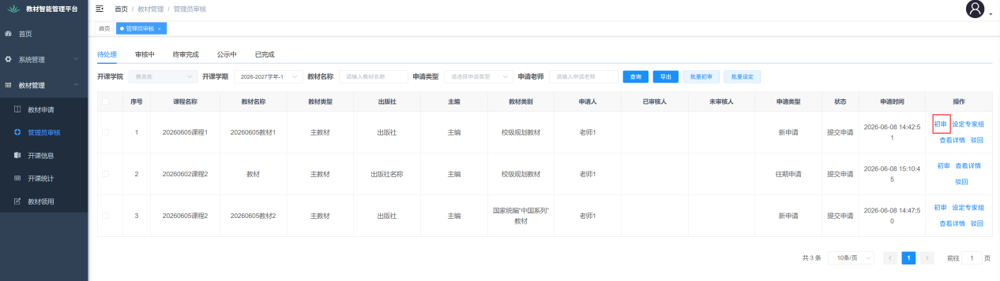 教材智能管理平台
首页 / 教材管理 / 管理员审核
首页
管理员审核 ×
首页
系统管理
教材管理
教材申请
管理员审核
开课信息
开课统计
教材领用
待处理 审核中 终审完成 公示中 已完成
开课学院 教务处 开课学期 2026-2027学年-1 教材名称 请输入教材名称 申请类型 请选择申请类型 申请老师 请输入申请老师 查询 导出 批量初审 批量设定
序号 课程名称 教材名称 教材类型 出版社 主编 教材类别 申请人 已审核人 未审核人 申请类型 状态 申请时间 操作
1 20260605课程1 20260605教材1 主教材 出版社 主编 校级规划教材 老师1 新申请 提交申请 2026-06-08 14:42:51 初审 设定专家组 查看详情 驳回
2 20260602课程2 教材 主教材 出版社名称 主编 校级规划教材 老师1 往期申请 提交申请 2026-06-08 15:10:45 初审 查看详情 驳回
3 20260605课程2 20260605教材2 主教材 出版社 主编 国家统编"中国系列"教材 老师1 新申请 提交申请 2026-06-08 14:47:50 初审 设定专家组 查看详情 驳回
共 3 条 10条/页 < 1 > 前往 1 页